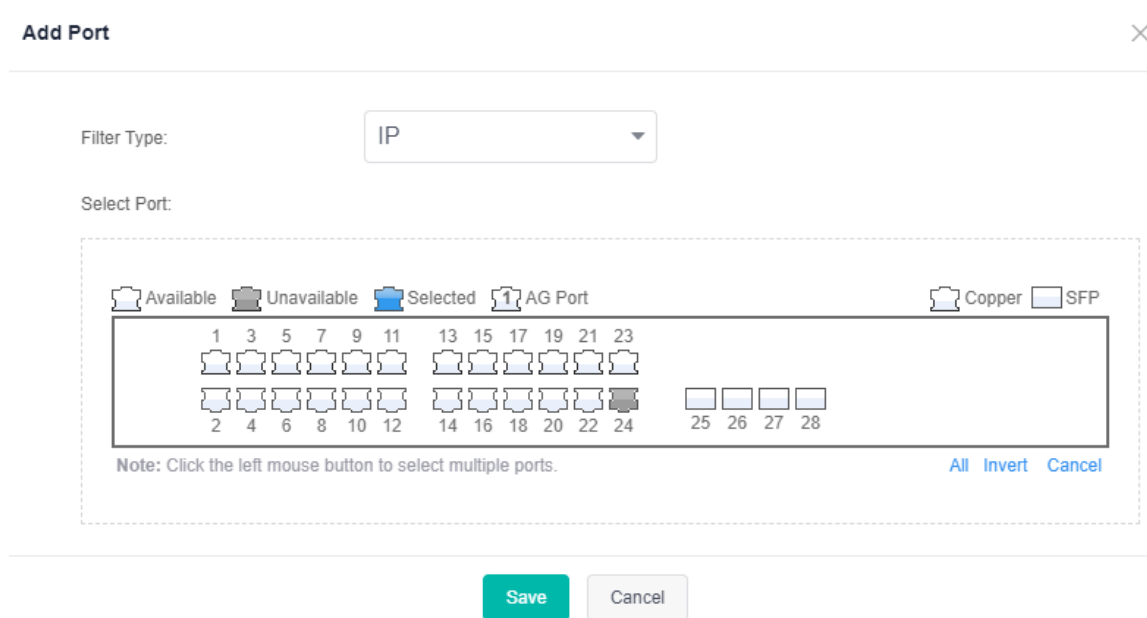 Add Port
Filter Type:
IP
Select Port:
Available Unavailable Selected 1 AG Port Copper SFP
1 3 5 7 9 11 13 15 17 19 21 23
2 4 6 8 10 12 14 16 18 20 22 24 25 26 27 28
Note: Click the left mouse button to select multiple ports.
All Invert Cancel
Save Cancel